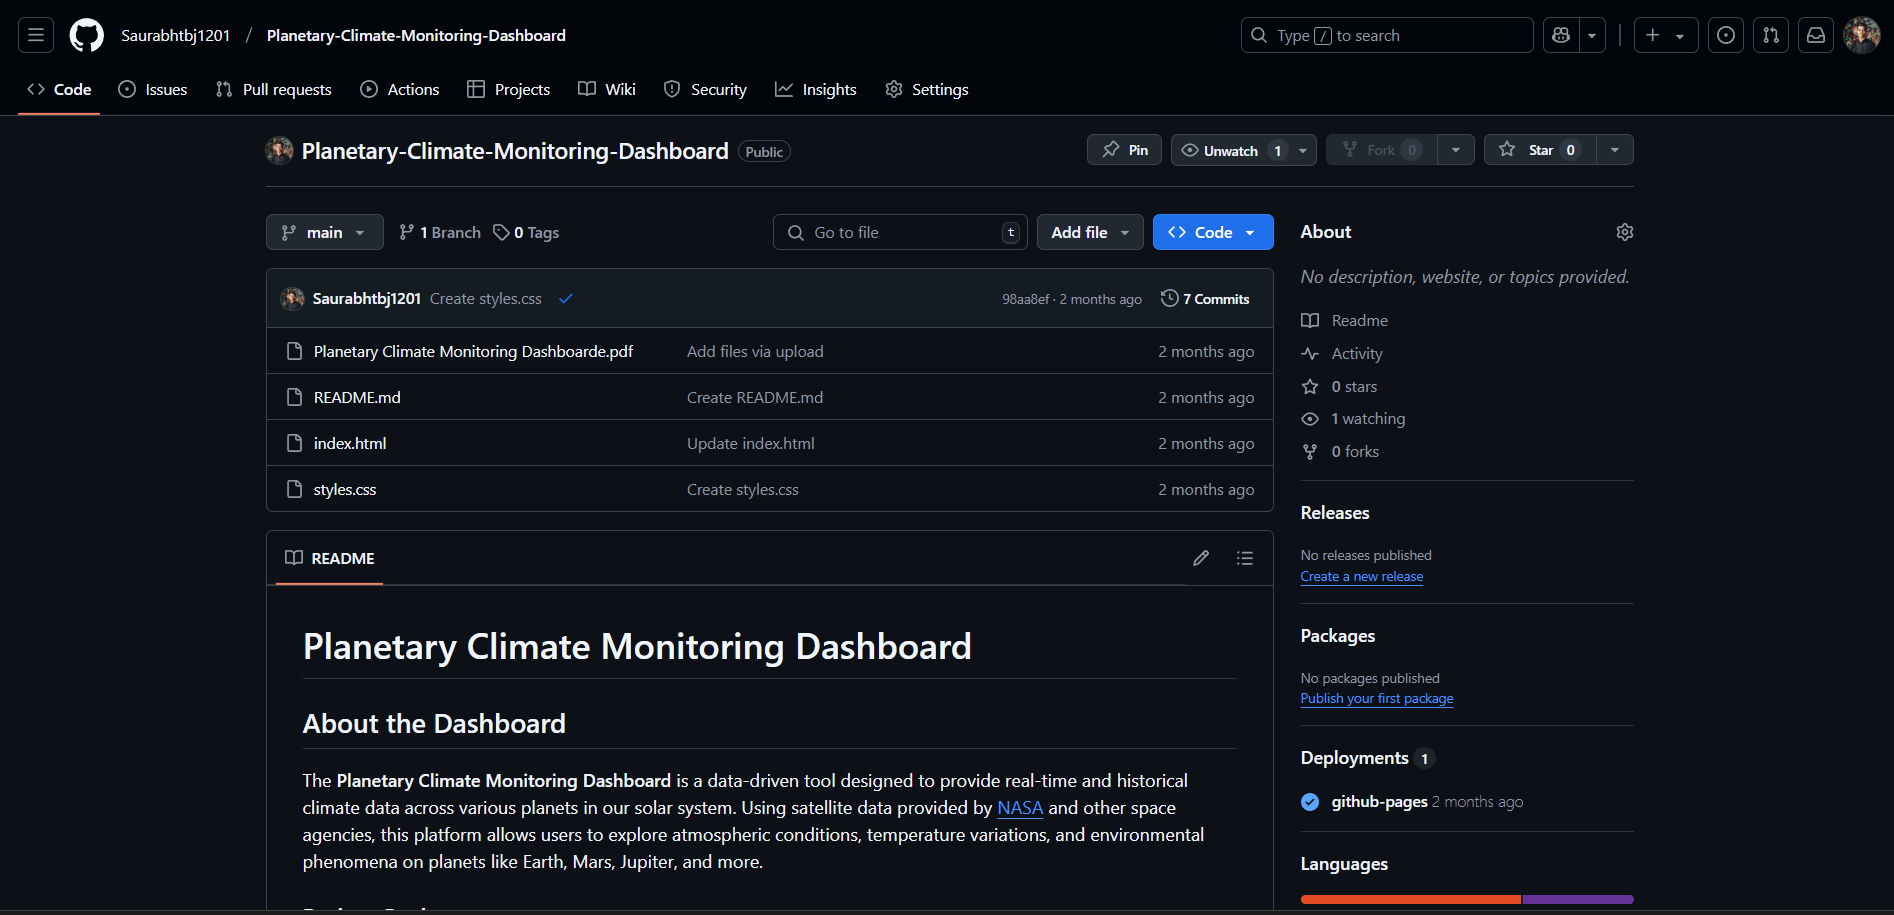 Saurabhtbj1201 / Planetary-Climate-Monitoring-Dashboard
Type / to search
Code Issues Pull requests Actions Projects Wiki Security Insights Settings
Planetary-Climate-Monitoring-Dashboard Public
Pin Unwatch 1 Fork 0 Star 0
main 1 Branch 0 Tags Go to file t Add file Code
Saurabhtbj1201 Create styles.css 98aa8ef · 2 months ago 7 Commits
Planetary Climate Monitoring Dashboarde.pdf Add files via upload 2 months ago
README.md Create README.md 2 months ago
index.html Update index.html 2 months ago
styles.css Create styles.css 2 months ago
README
Planetary Climate Monitoring Dashboard
About the Dashboard
The Planetary Climate Monitoring Dashboard is a data-driven tool designed to provide real-time and historical
climate data across various planets in our solar system. Using satellite data provided by NASA and other space
agencies, this platform allows users to explore atmospheric conditions, temperature variations, and environmental
phenomena on planets like Earth, Mars, Jupiter, and more.
About
No description, website, or topics provided.
Readme
Activity
0 stars
1 watching
0 forks
Releases
No releases published
Create a new release
Packages
No packages published
Publish your first package
Deployments 1
github-pages 2 months ago
Languages